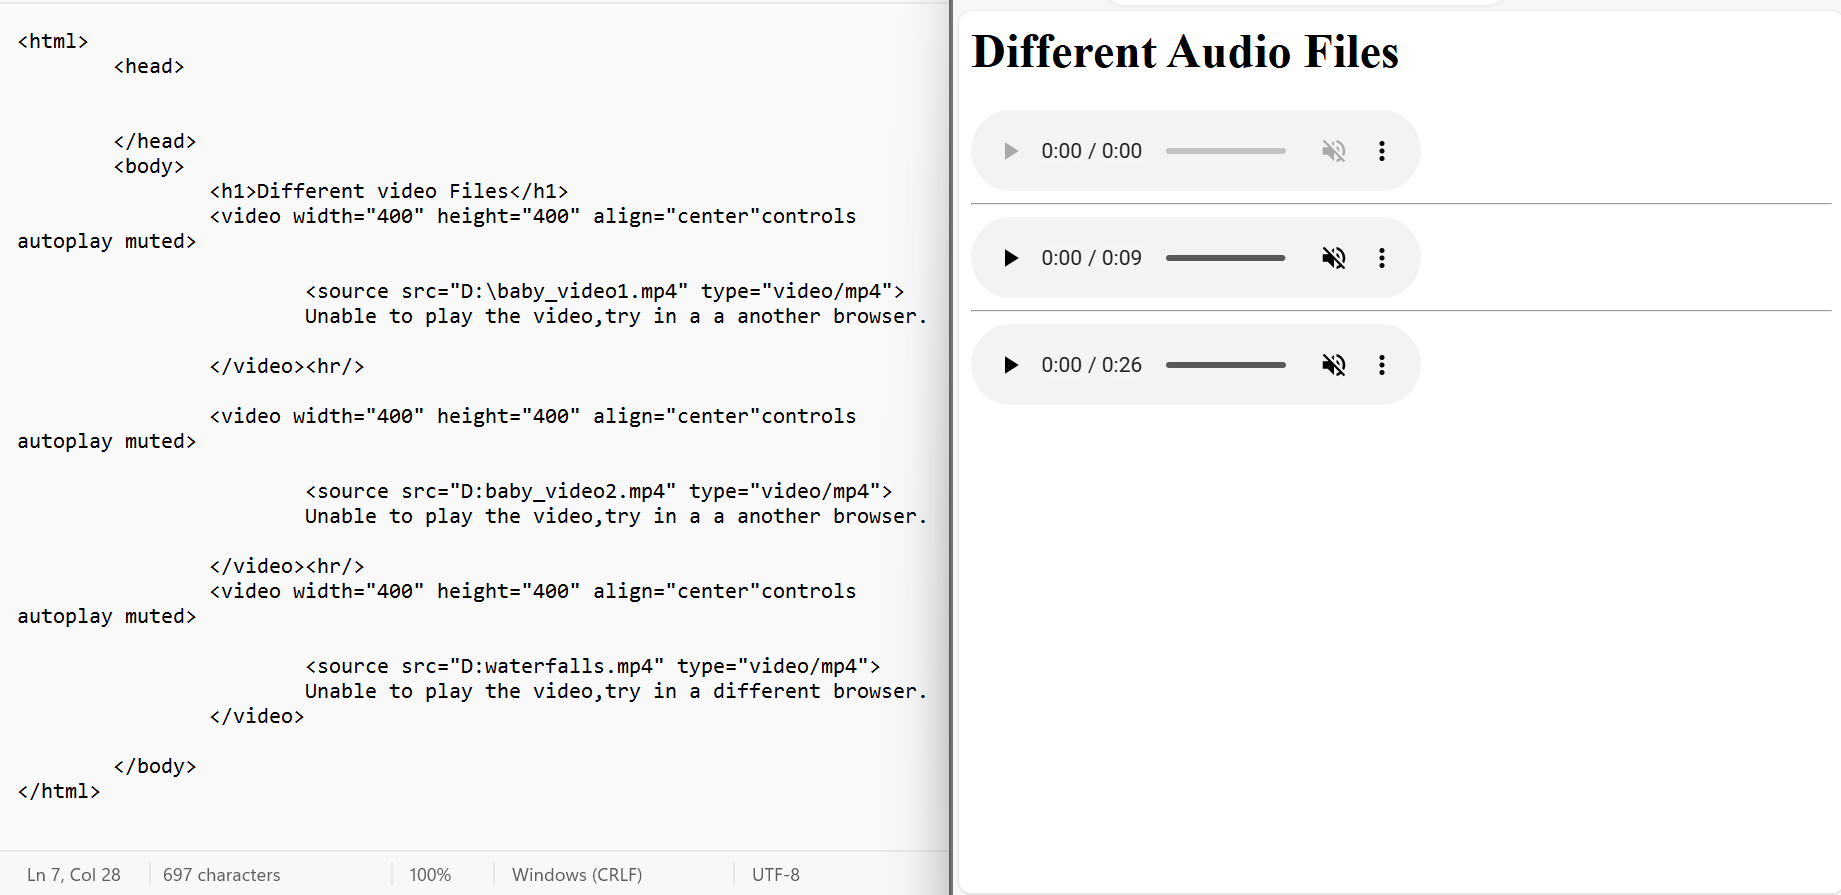 <html>
<head>
</head>
<body>
<h1>Different video Files</h1>
<video width="400" height="400" align="center"controls
autoplay muted>
<source src="D:\baby_video1.mp4" type="video/mp4">
Unable to play the video,try in a a another browser.
</video><hr/>
<video width="400" height="400" align="center"controls
autoplay muted>
<source src="D:baby_video2.mp4" type="video/mp4">
Unable to play the video,try in a a another browser.
</video><hr/>
<video width="400" height="400" align="center"controls
autoplay muted>
<source src="D:waterfalls.mp4" type="video/mp4">
Unable to play the video,try in a different browser.
</video>
</body>
</html>
Ln 7, Col 28
697 characters
100%
Windows (CRLF)
UTF-8
Different Audio Files
0:00 / 0:00
0:00 / 0:09
0:00 / 0:26